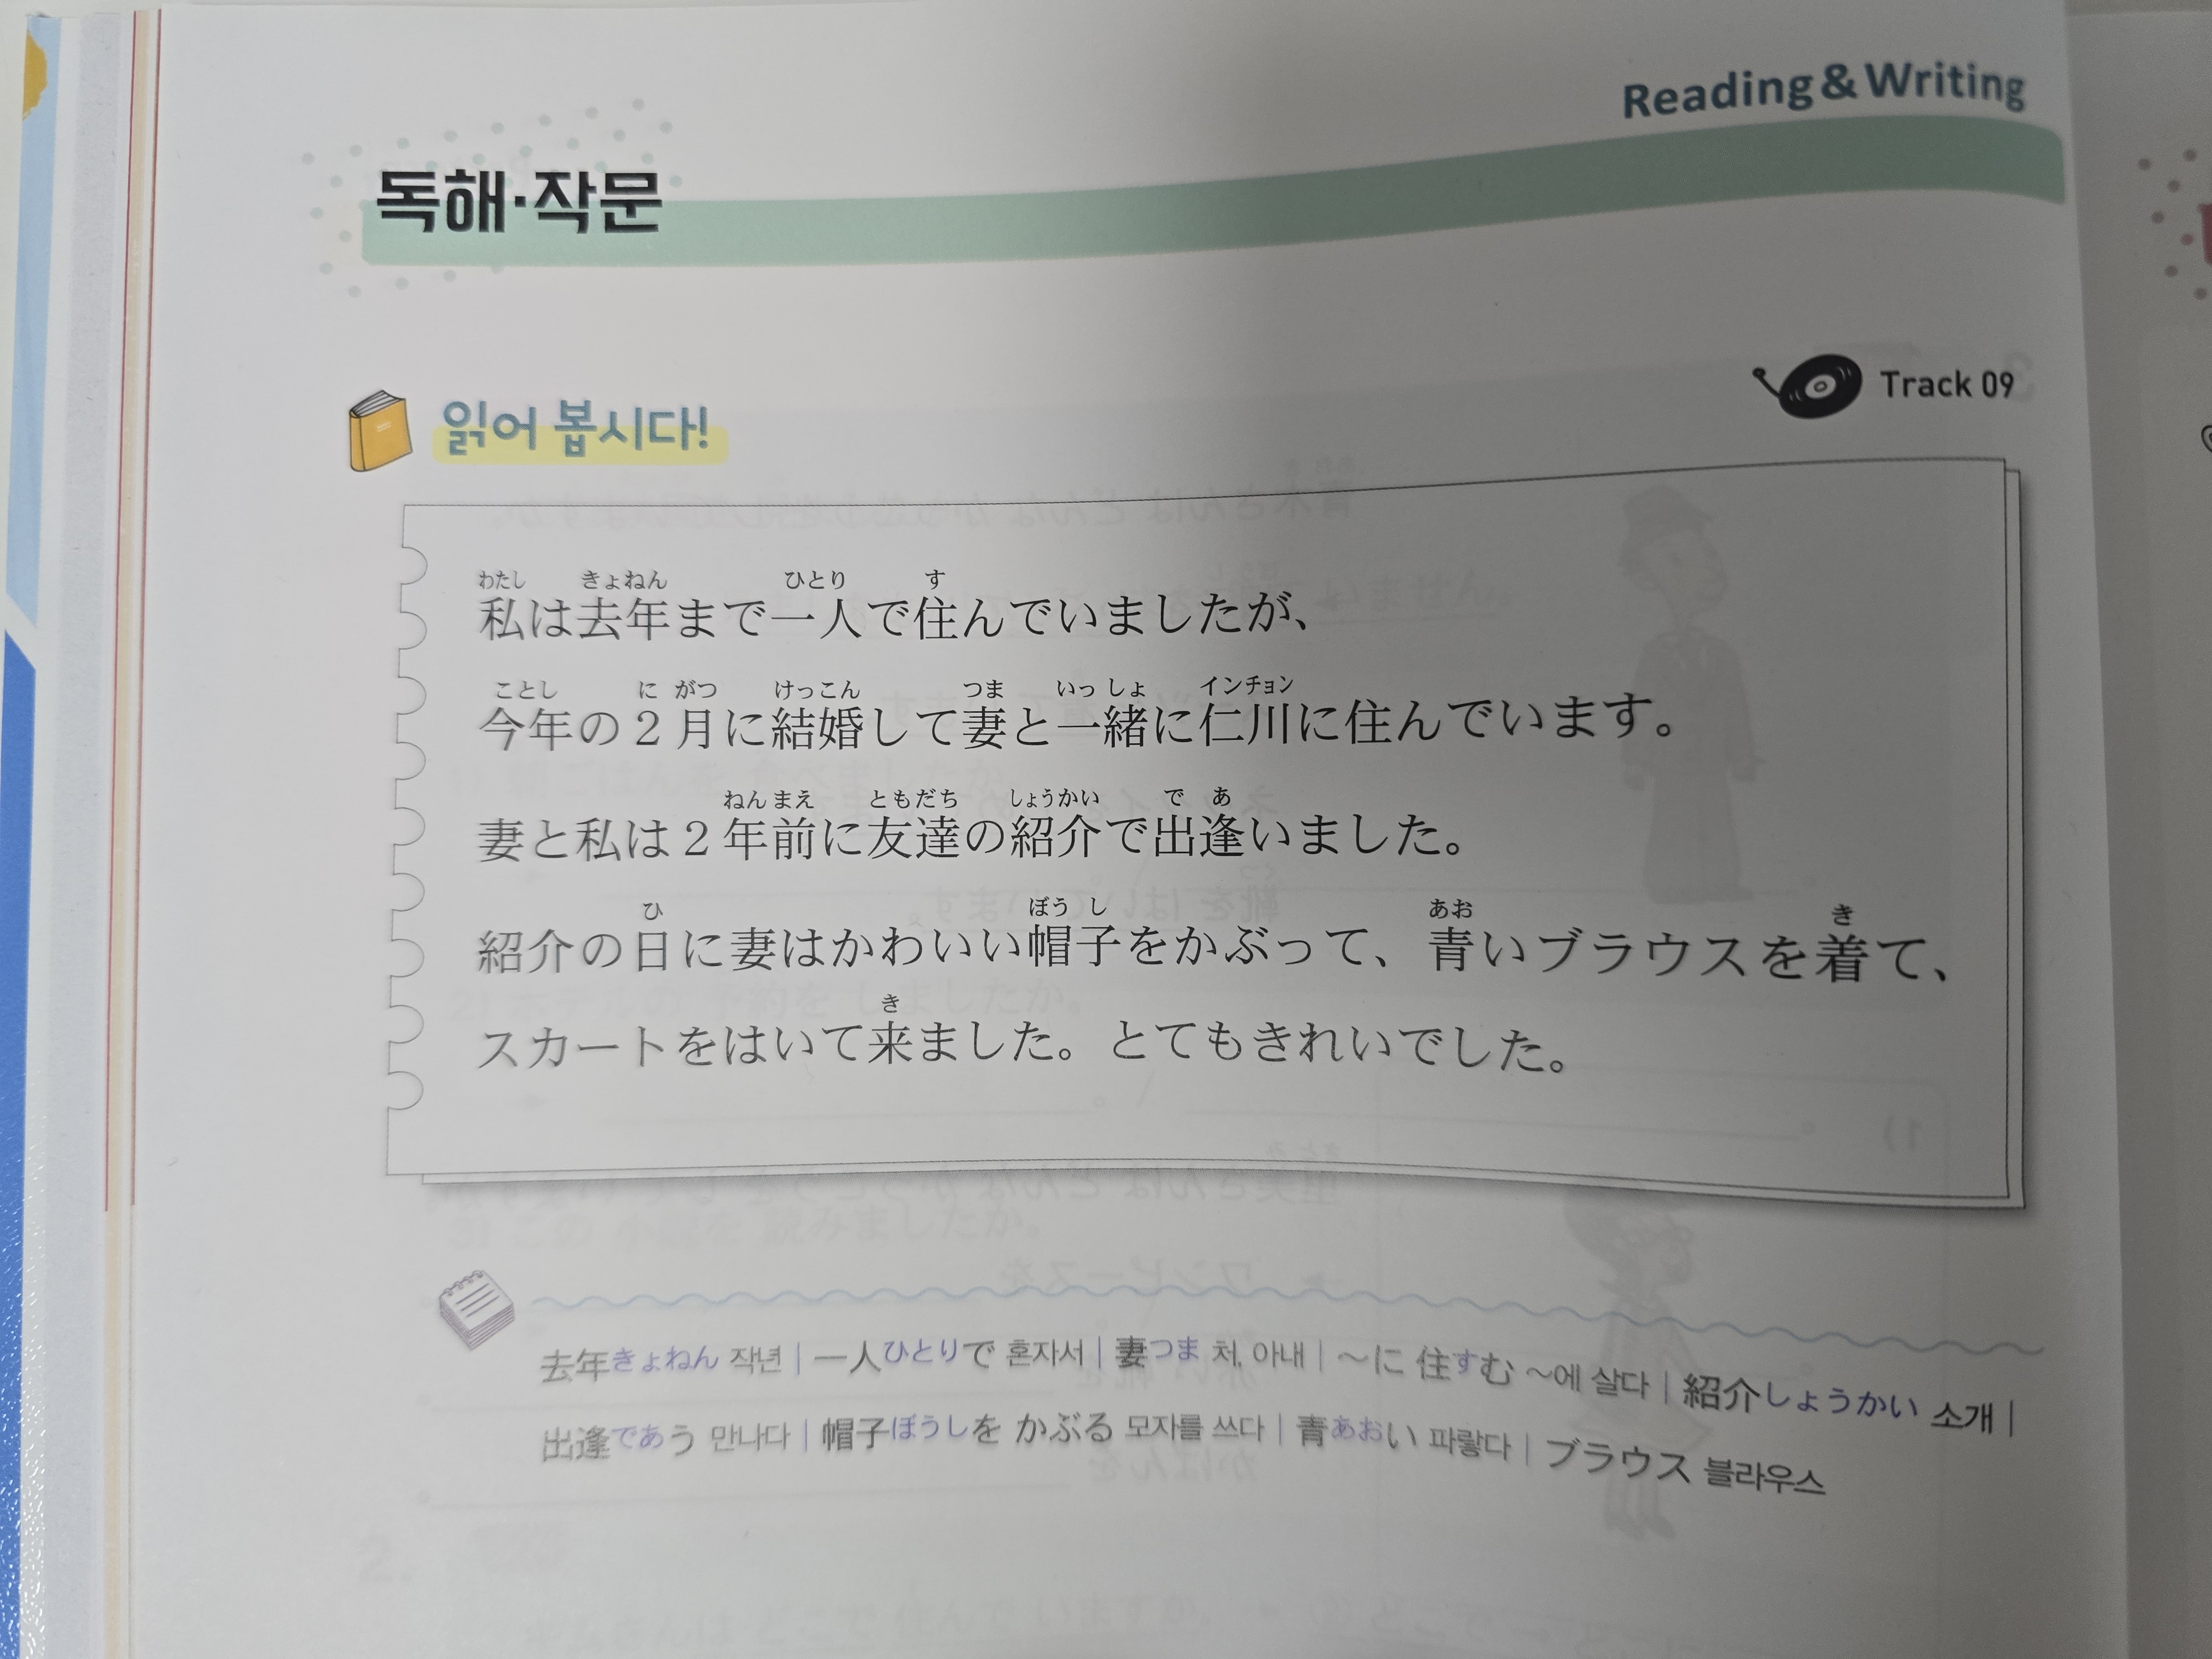 Reading & Writing
독해·작문
Track 09
읽어 봅시다!
わたし きょねん ひとり す
私は去年まで一人で住んでいましたが、
ことし に がつ けっこん つま いっしょ インチョン
今年の2月に結婚して妻と一緒に仁川に住んでいます。
ねんまえ ともだち しょうかい で あ
妻と私は2年前に友達の紹介で出逢いました。
ひ ぼうし あお き
紹介の日に妻はかわいい帽子をかぶって、青いブラウスを着て、
き
スカートをはいて来ました。とてもきれいでした。
去年きょねん 작년 | 一人ひとりで 혼자서 | 妻つま 처, 아내 | ～に 住すむ ～에 살다 | 紹介しょうかい 소개 |
出逢であう 만나다 | 帽子ぼうしを かぶる 모자를 쓰다 | 青あおい 파랗다 | ブラウス 블라우스